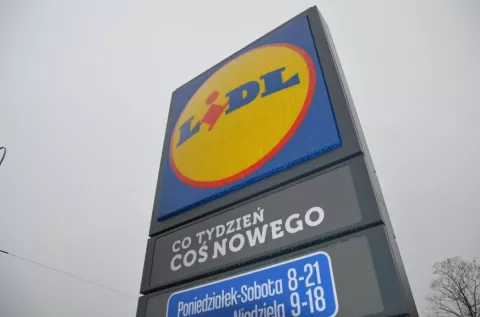 LIDL
CO TYDZIEŃ
COŚ NOWEGO
Poniedziałek-Sobota 8-21
Niedziela 9-18